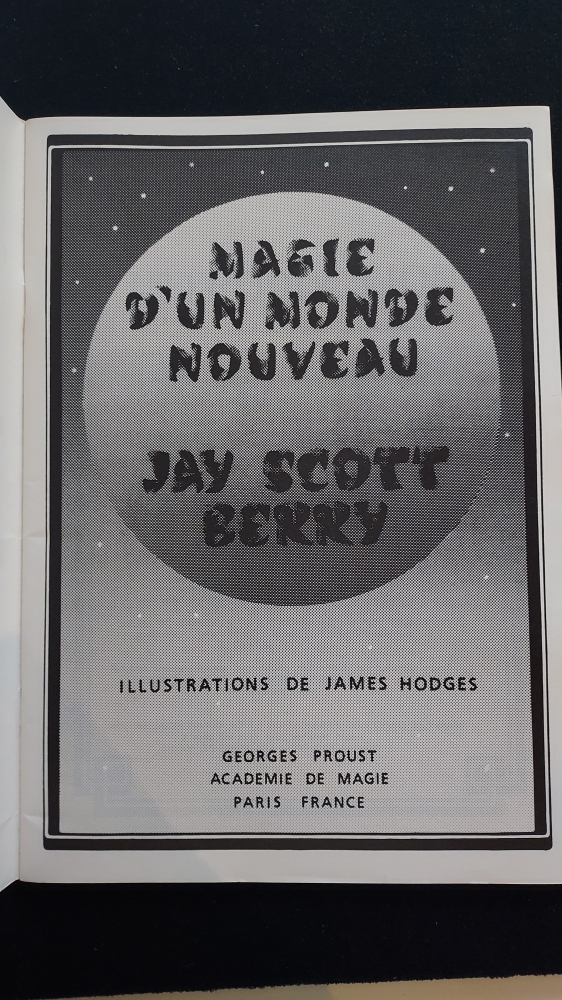 MAGIE
D'UN MONDE
NOUVEAU
JAY SCOTT
BERRY
ILLUSTRATIONS DE JAMES HODGES
GEORGES PROUST
ACADEMIE DE MAGIE
PARIS FRANCE